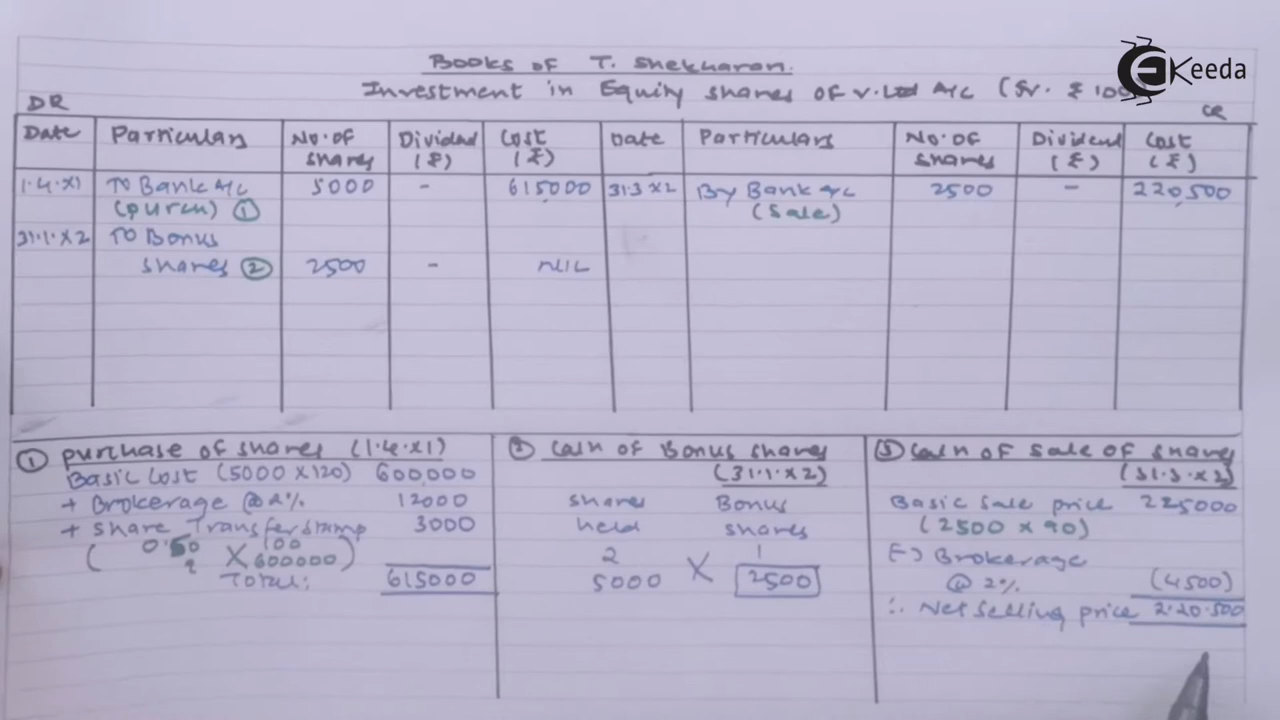 EKeeda
Books of T. Shekharan.
Investment in Equity shares of V. Ltd A/c (F.V. ₹ 100
DR
CR
Date Particulars No. of shares Dividend (₹) Cost (₹) Date Particulars No. of shares Dividend (₹) Cost (₹)
1.4.X1 To Bank A/c 5000 - 615000 31.3.X2 By Bank A/c 2500 - 220,500
(Purch) 1 (Sale)
31.1.X2 To Bonus
shares 2 2500 - NIL
1 Purchase of shares (1.4.X1)
Basic Cost (5000 X 120) 600,000
+ Brokerage @ 2% 12000
+ Share Transfer stamp 3000
( 0.50 100 X 600000 )
Total: 615000
2 Caln of Bonus shares
(31.1.X2)
shares Bonus
held shares
2 1
5000 X 2500
3 Caln of sale of shares
(31.3.X2)
Basic Sale price 225000
(2500 X 90)
(-) Brokerage
@ 2% (4500)
∴ Net selling price 2.20.500